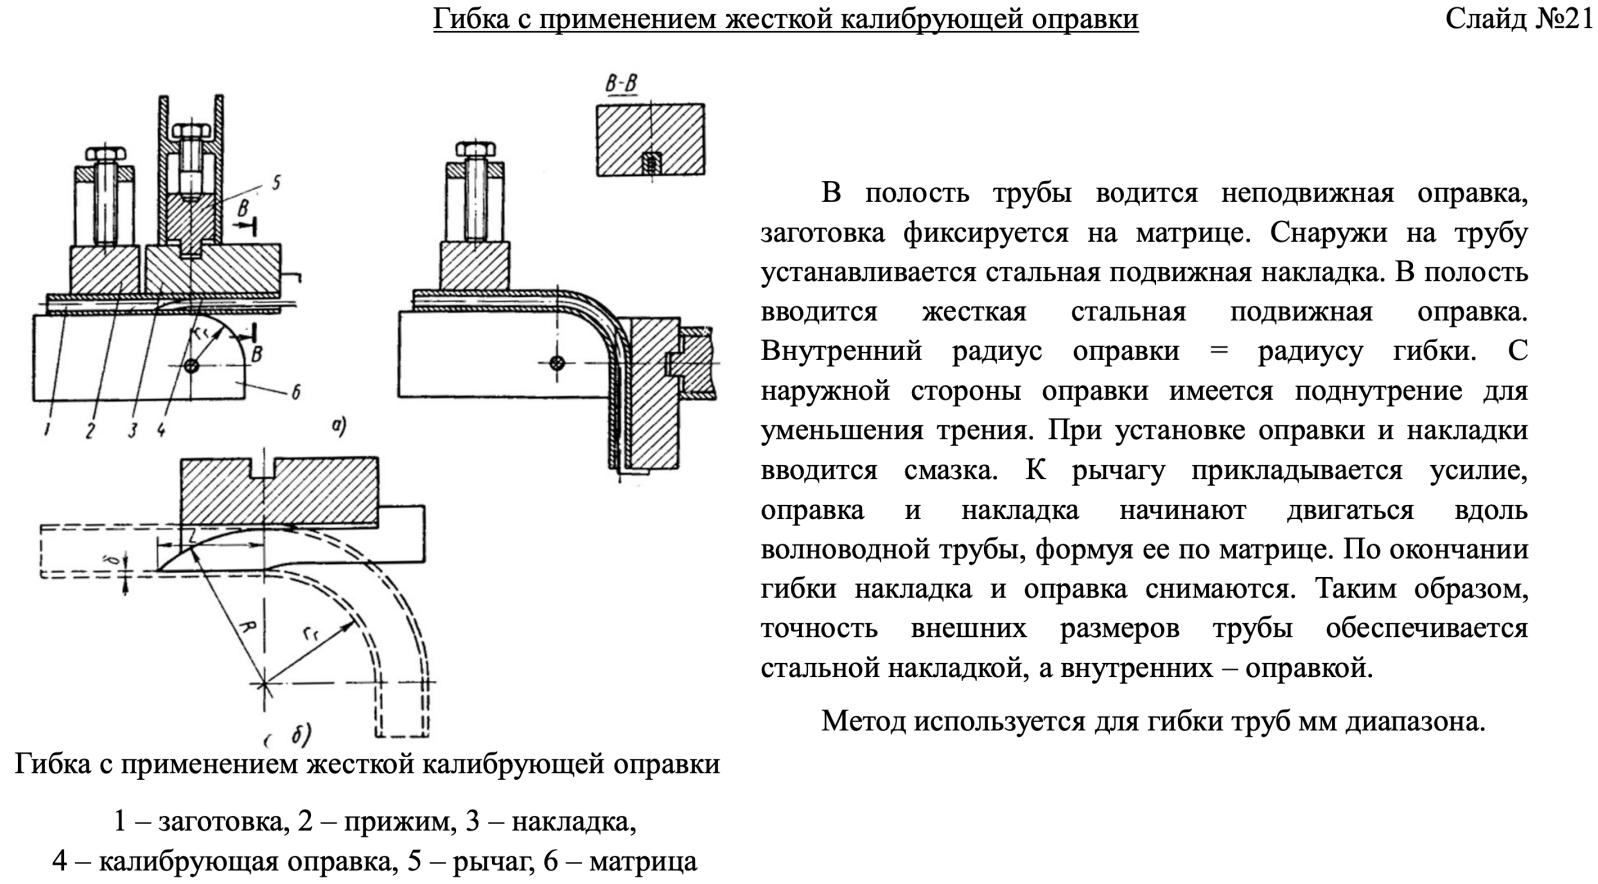 Гибка с применением жесткой калибрующей оправки
Слайд №21
В-В
5
В
В
rг
6
1 2 3 4
а)
L
δ
R
rг
б)
Гибка с применением жесткой калибрующей оправки
1 – заготовка, 2 – прижим, 3 – накладка,
4 – калибрующая оправка, 5 – рычаг, 6 – матрица
В полость трубы водится неподвижная оправка,
заготовка фиксируется на матрице. Снаружи на трубу
устанавливается стальная подвижная накладка. В полость
вводится жесткая стальная подвижная оправка.
Внутренний радиус оправки = радиусу гибки. С
наружной стороны оправки имеется поднутрение для
уменьшения трения. При установке оправки и накладки
вводится смазка. К рычагу прикладывается усилие,
оправка и накладка начинают двигаться вдоль
волноводной трубы, формуя ее по матрице. По окончании
гибки накладка и оправка снимаются. Таким образом,
точность внешних размеров трубы обеспечивается
стальной накладкой, а внутренних – оправкой.
Метод используется для гибки труб мм диапазона.